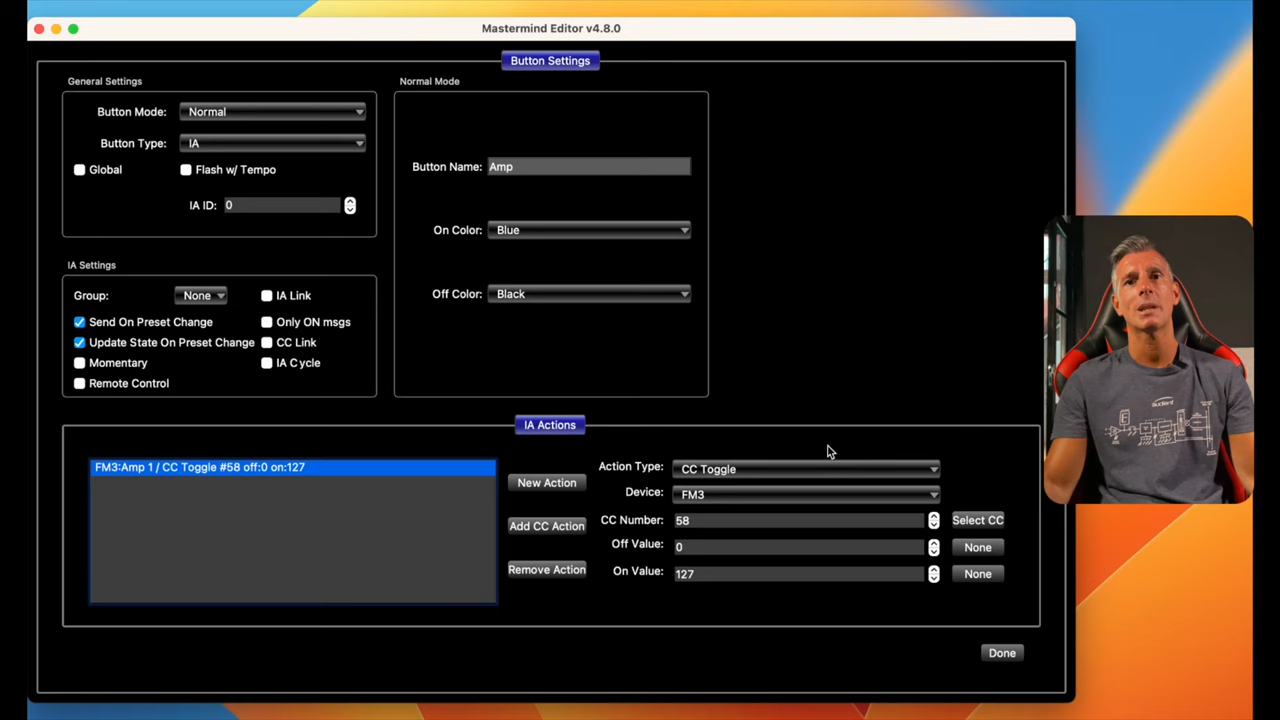 Mastermind Editor v4.8.0
Button Settings
General Settings
Button Mode: Normal
Button Type: IA
Global
Flash w/ Tempo
IA ID: 0
Normal Mode
Button Name: Amp
On Color: Blue
Off Color: Black
IA Settings
Group: None
IA Link
Send On Preset Change
Only ON msgs
Update State On Preset Change
CC Link
Momentary
IA Cycle
Remote Control
IA Actions
FM3:Amp 1 / CC Toggle #58 off:0 on:127
New Action
Add CC Action
Remove Action
Action Type: CC Toggle
Device: FM3
CC Number: 58 Select CC
Off Value: 0 None
On Value: 127 None
Done
audient